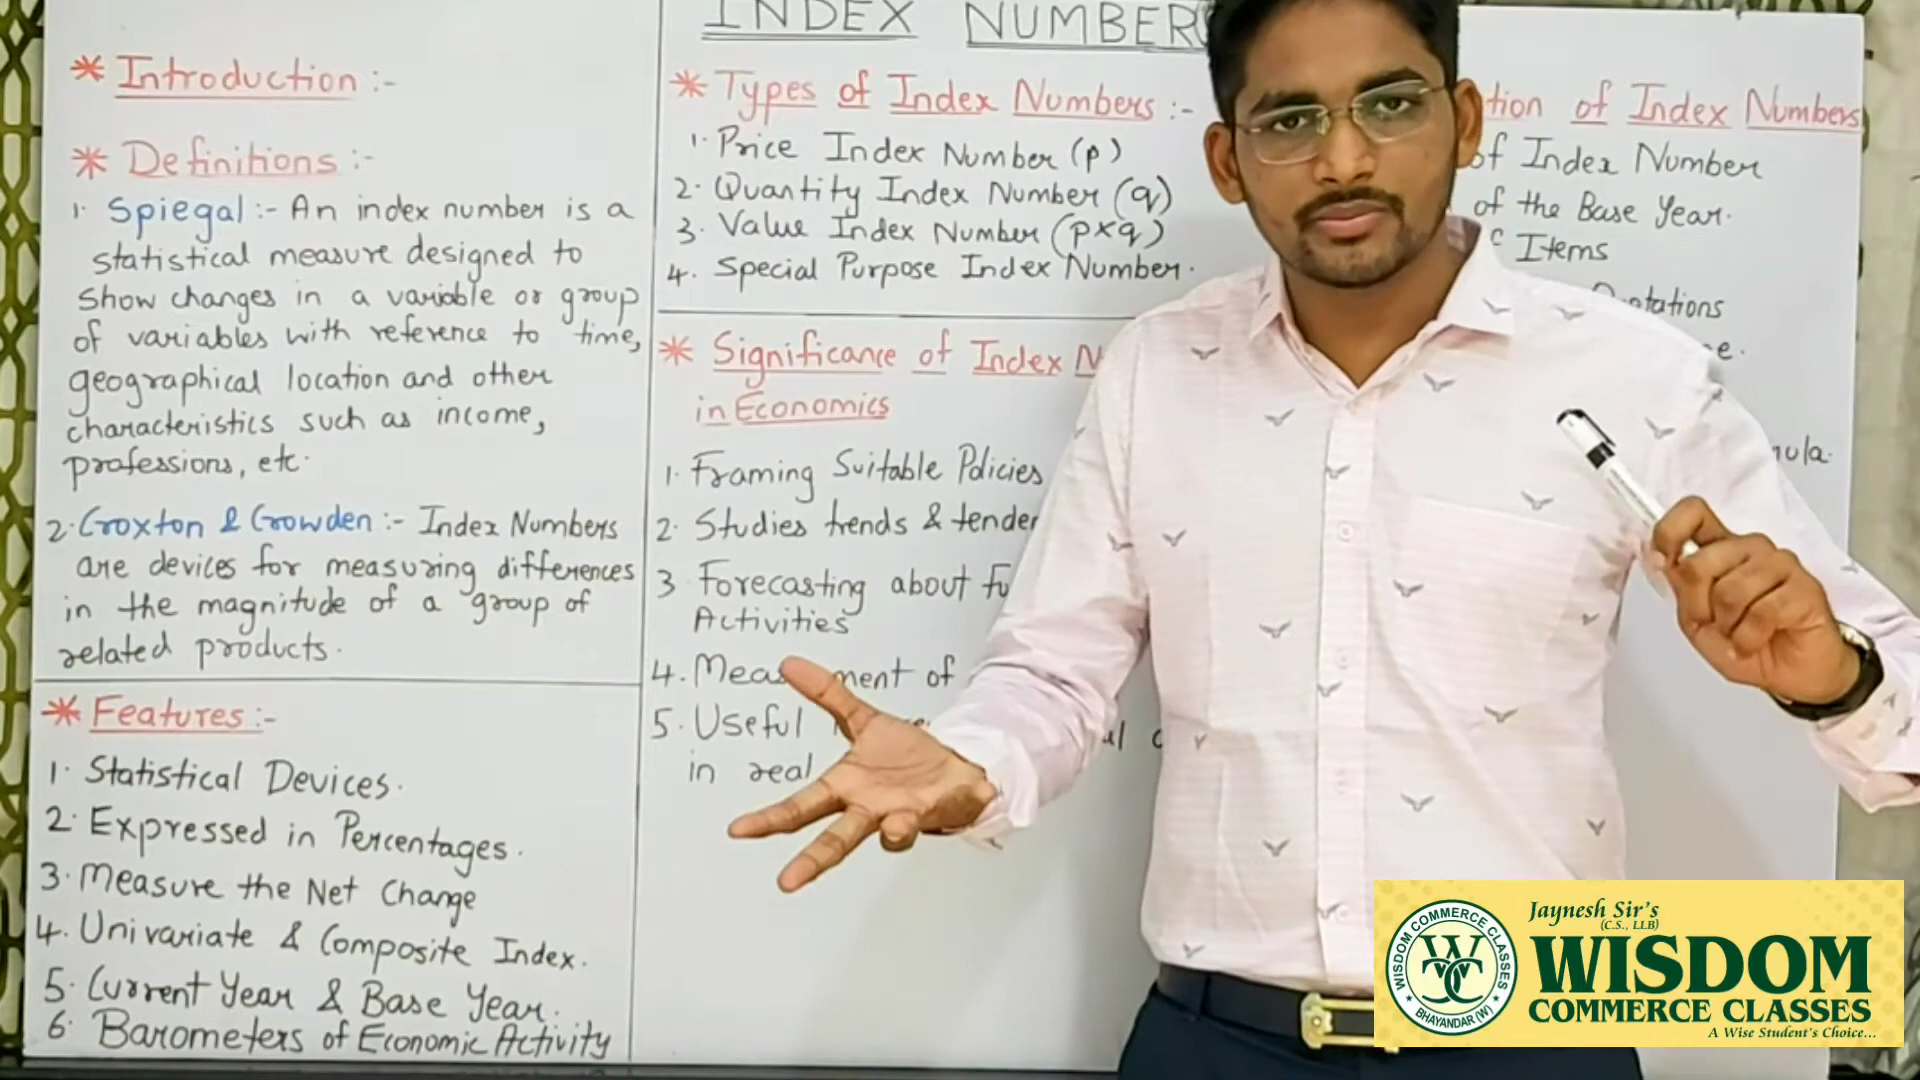 INDEX NUMBER
* Introduction :-
* Definitions :-
1. Spiegal :- An index number is a
statistical measure designed to
show changes in a variable or group
of variables with reference to time,
geographical location and other
characteristics such as income,
professions, etc.
2. Croxton & Crowden :- Index Numbers
are devices for measuring differences
in the magnitude of a group of
related products.
* Features :-
1. Statistical Devices.
2. Expressed in Percentages.
3. Measure the Net Change
4. Univariate & Composite Index.
5. Current Year & Base Year.
6. Barometers of Economic Activity
* Types of Index Numbers :-
1. Price Index Number (p)
2. Quantity Index Number (q)
3. Value Index Number (p×q)
4. Special Purpose Index Number.
* Significance of Index N
in Economics
1. Framing Suitable Policies
2. Studies trends & tender
3 Forecasting about Fu
Activities
4. Meas ment of
5. Useful
in real
tion of Index Numbers
of Index Number
of the Base Year.
Items
otations
e.
ula.
WISDOM COMMERCE CLASSES
WCC
BHAYANDAR (W)
Jaynesh Sir's
(C.S., LLB)
WISDOM
COMMERCE CLASSES
A Wise Student's Choice...